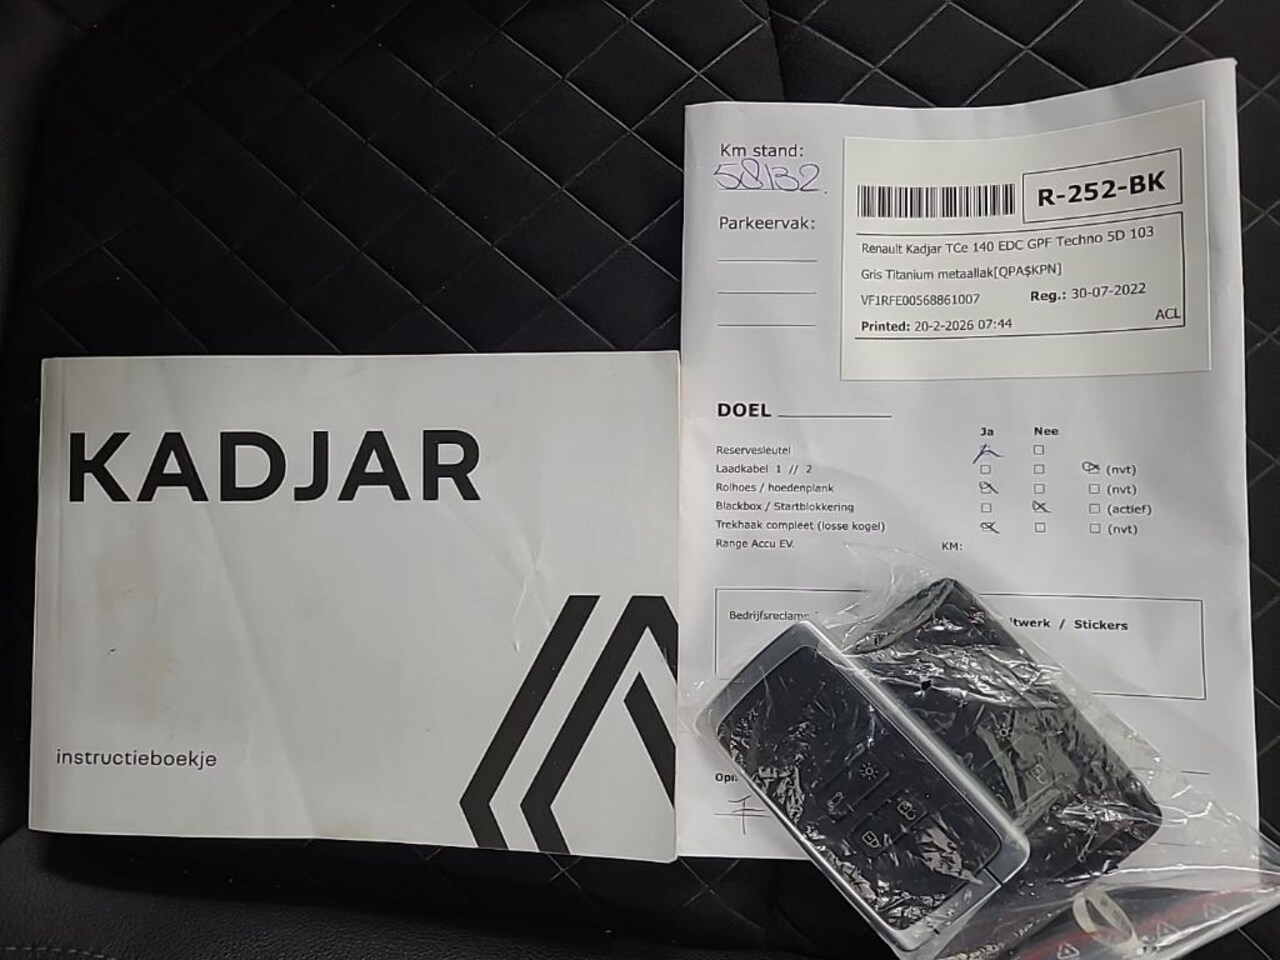 KADJAR
instructieboekje
Km stand:
58132.
Parkeervak:
R-252-BK
Renault Kadjar TCe 140 EDC GPF Techno 5D 103
Gris Titanium metaallak[QPA$KPN]
VF1RFE00568861007 Reg.: 30-07-2022
Printed: 20-2-2026 07:44 ACL
DOEL
Ja Nee
Reservesleutel
Laadkabel 1 // 2 (nvt)
Rolhoes / hoedenplank (nvt)
Blackbox / Startblokkering (actief)
Trekhaak compleet (losse kogel) (nvt)
Range Accu EV. KM:
Bedrijfsreclam twerk / Stickers